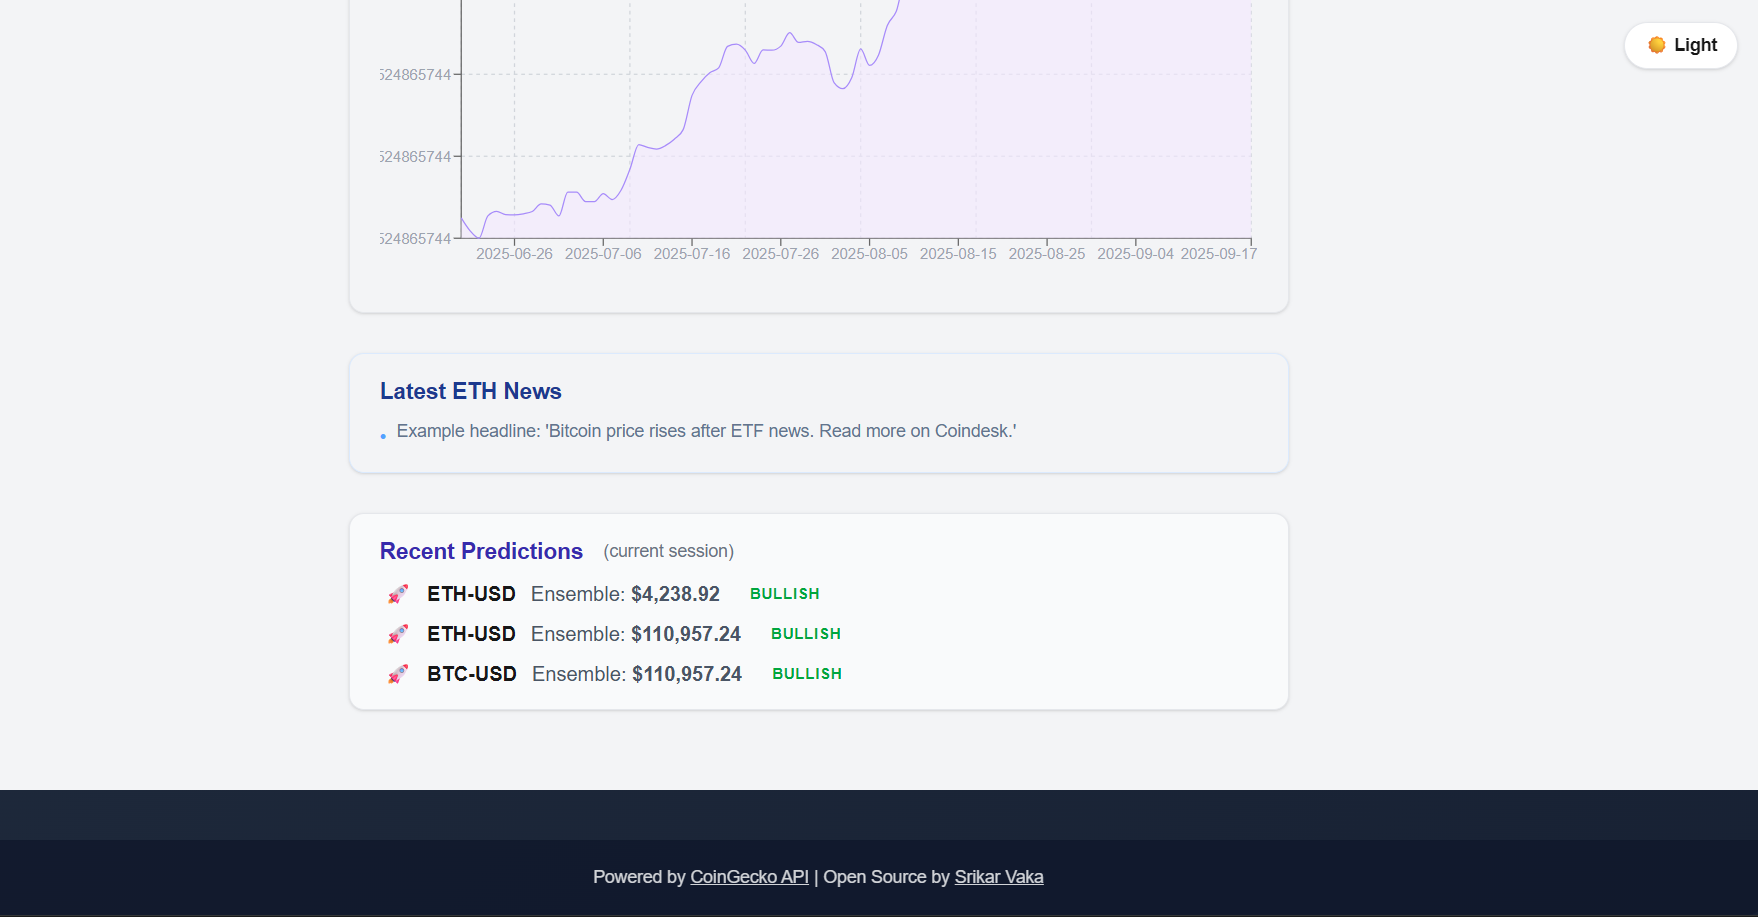 Light
524865744
524865744
524865744
2025-06-26 2025-07-06 2025-07-16 2025-07-26 2025-08-05 2025-08-15 2025-08-25 2025-09-04 2025-09-17
Latest ETH News
Example headline: 'Bitcoin price rises after ETF news. Read more on Coindesk.'
Recent Predictions (current session)
ETH-USD Ensemble: $4,238.92 BULLISH
ETH-USD Ensemble: $110,957.24 BULLISH
BTC-USD Ensemble: $110,957.24 BULLISH
Powered by CoinGecko API | Open Source by Srikar Vaka